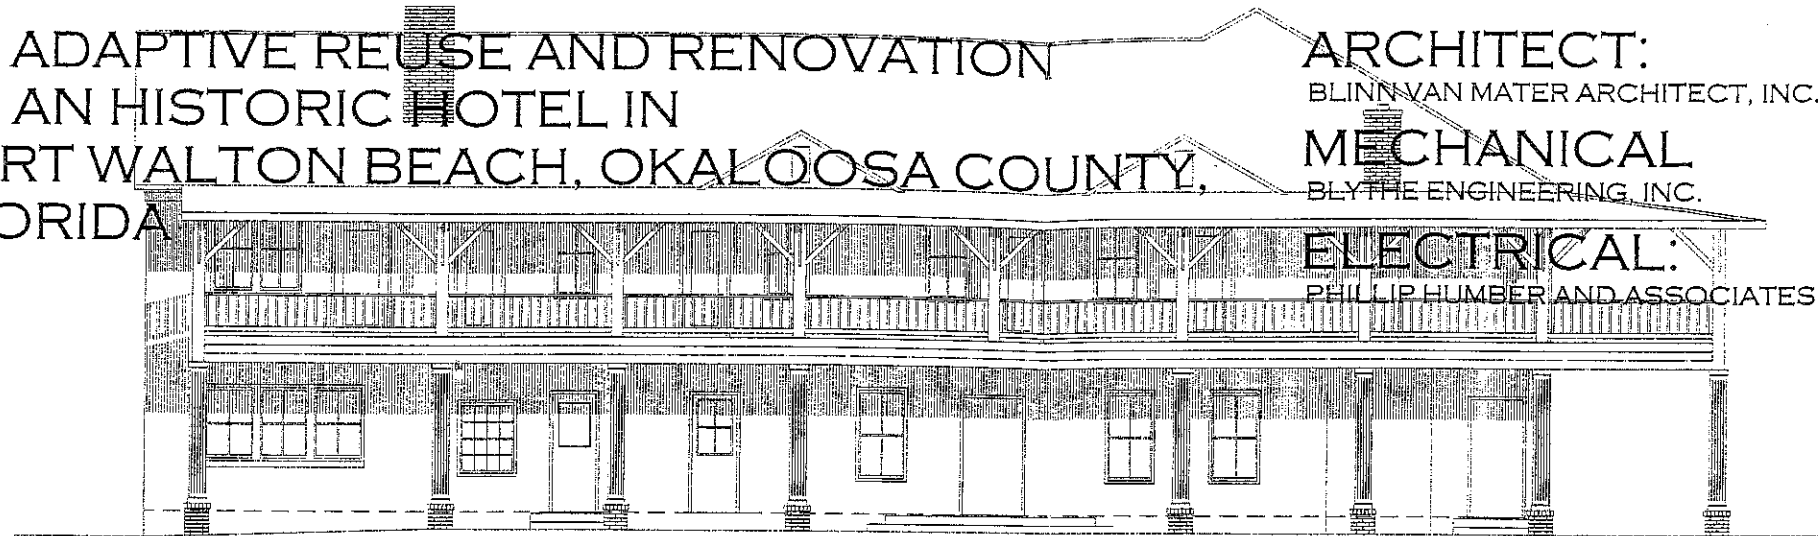 ADAPTIVE REUSE AND RENOVATION
AN HISTORIC HOTEL IN
RT WALTON BEACH, OKALOOSA COUNTY,
ORIDA
ARCHITECT:
BLINN VAN MATER ARCHITECT, INC.
MECHANICAL
BLYTHE ENGINEERING, INC.
ELECTRICAL:
PHILLIP HUMBER AND ASSOCIATES